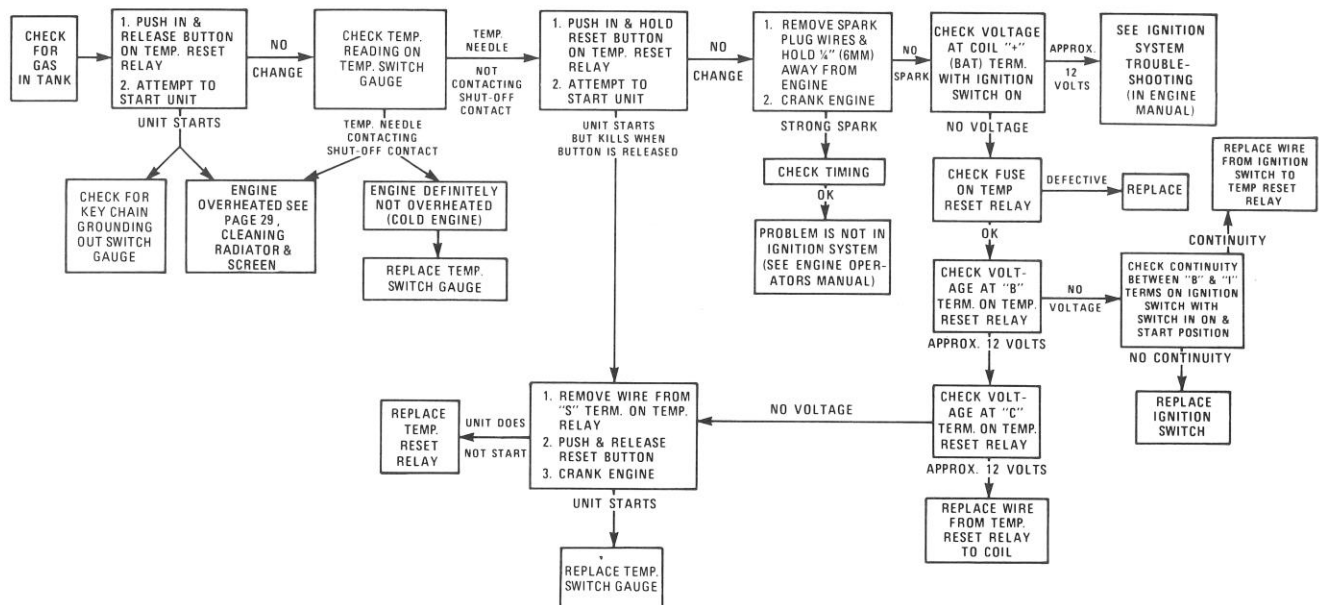 CHECK
FOR
GAS
IN TANK
1. PUSH IN &
RELEASE BUTTON
ON TEMP. RESET
RELAY
2. ATTEMPT TO
START UNIT
NO
CHANGE
CHECK TEMP.
READING ON
TEMP. SWITCH
GAUGE
TEMP.
NEEDLE
NOT
CONTACTING
SHUT-OFF
CONTACT
1. PUSH IN & HOLD
RESET BUTTON
ON TEMP. RESET
RELAY
2. ATTEMPT TO
START UNIT
NO
CHANGE
1. REMOVE SPARK
PLUG WIRES &
HOLD ¼" (6MM)
AWAY FROM
ENGINE
2. CRANK ENGINE
NO
SPARK
CHECK VOLTAGE
AT COIL "+"
(BAT) TERM.
WITH IGNITION
SWITCH ON
APPROX.
12
VOLTS
SEE IGNITION
SYSTEM
TROUBLE-
SHOOTING
(IN ENGINE
MANUAL)
UNIT STARTS
CHECK FOR
KEY CHAIN
GROUNDING
OUT SWITCH
GAUGE
ENGINE
OVERHEATED SEE
PAGE 29,
CLEANING
RADIATOR &
SCREEN
TEMP. NEEDLE
CONTACTING
SHUT-OFF CONTACT
ENGINE DEFINITELY
NOT OVERHEATED
(COLD ENGINE)
REPLACE TEMP.
SWITCH GAUGE
UNIT STARTS
BUT KILLS WHEN
BUTTON IS RELEASED
STRONG SPARK
CHECK TIMING
OK
PROBLEM IS NOT IN
IGNITION SYSTEM
(SEE ENGINE OPER-
ATORS MANUAL)
NO VOLTAGE
CHECK FUSE
ON TEMP
RESET RELAY
DEFECTIVE
REPLACE
OK
CHECK VOLT-
AGE AT "B"
TERM. ON TEMP.
RESET RELAY
NO
VOLTAGE
CHECK CONTINUITY
BETWEEN "B" & "I"
TERMS ON IGNITION
SWITCH WITH
SWITCH IN ON &
START POSITION
CONTINUITY
REPLACE WIRE
FROM IGNITION
SWITCH TO
TEMP RESET
RELAY
NO CONTINUITY
REPLACE
IGNITION
SWITCH
APPROX. 12 VOLTS
CHECK VOLT-
AGE AT "C"
TERM. ON TEMP.
RESET RELAY
NO VOLTAGE
1. REMOVE WIRE FROM
"S" TERM. ON TEMP.
RELAY
2. PUSH & RELEASE
RESET BUTTON
3. CRANK ENGINE
UNIT DOES
NOT START
REPLACE
TEMP.
RESET
RELAY
UNIT STARTS
REPLACE TEMP.
SWITCH GAUGE
APPROX. 12 VOLTS
REPLACE WIRE
FROM TEMP.
RESET RELAY
TO COIL